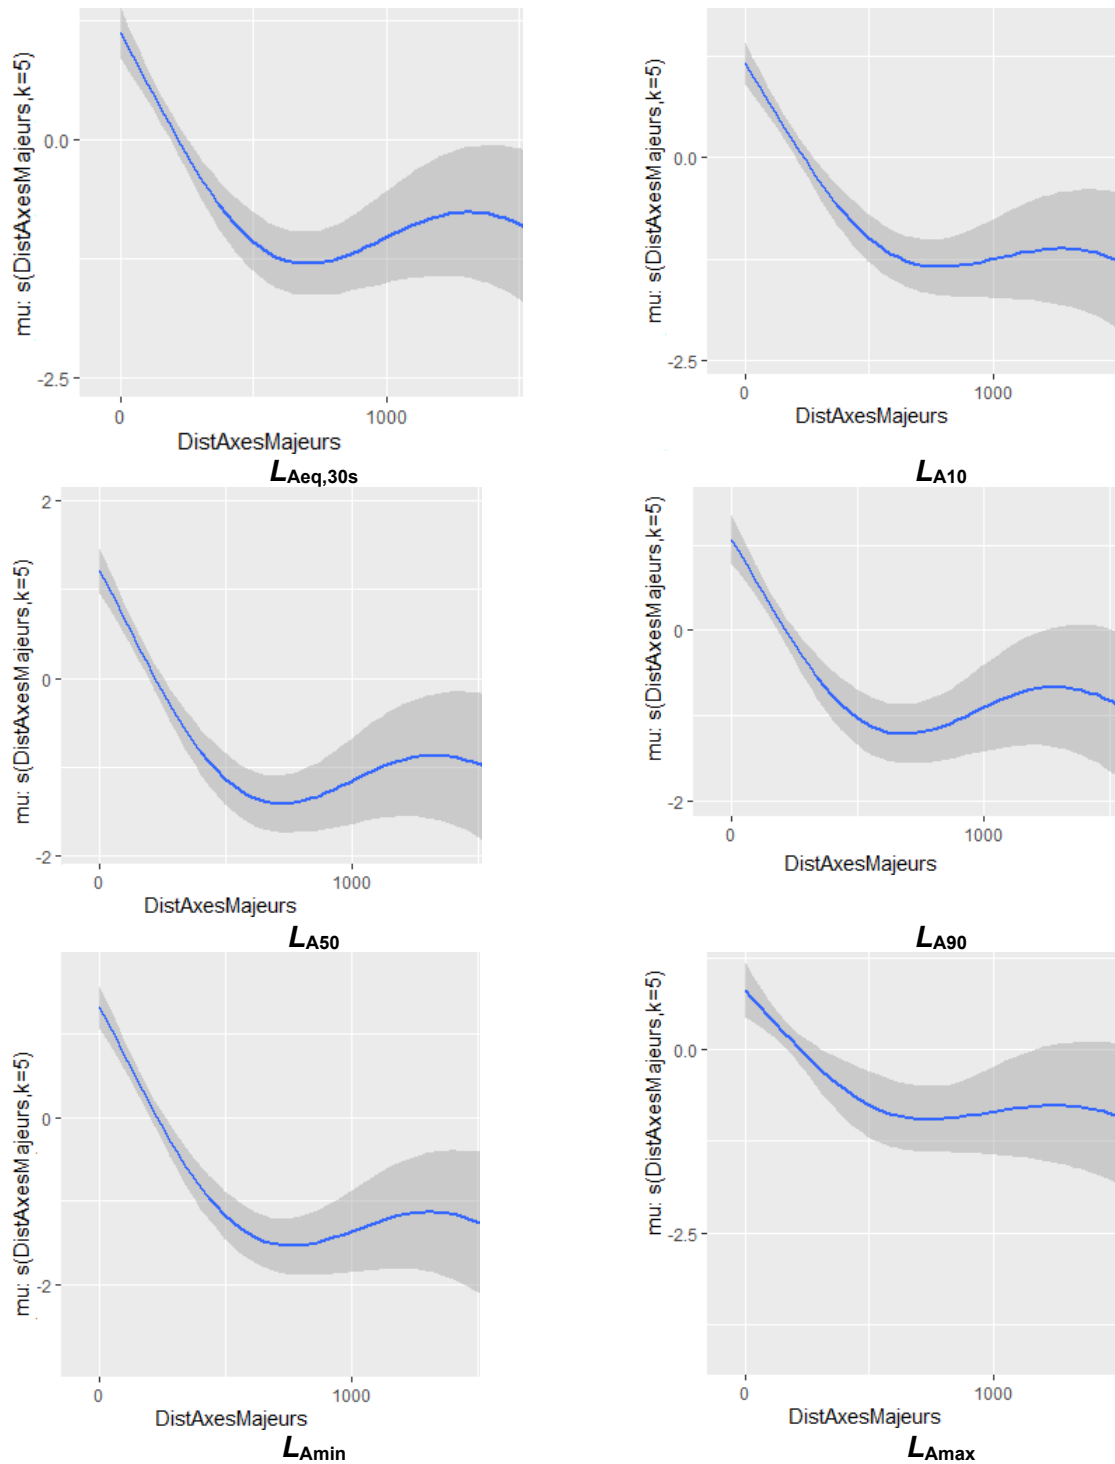 mu: s(DistAxesMajeurs,k=5)
0.0
-2.5
0
1000
DistAxesMajeurs
LAeq,30s
mu: s(DistAxesMajeurs,k=5)
0.0
-2.5
0
1000
DistAxesMajeurs
LA10
mu: s(DistAxesMajeurs,k=5)
2
0
-2
0
1000
DistAxesMajeurs
LA50
mu: s(DistAxesMajeurs,k=5)
0
-2
0
1000
DistAxesMajeurs
LA90
mu: s(DistAxesMajeurs,k=5)
0
-2
0
1000
DistAxesMajeurs
LAmin
mu: s(DistAxesMajeurs,k=5)
0.0
-2.5
0
1000
DistAxesMajeurs
LAmax